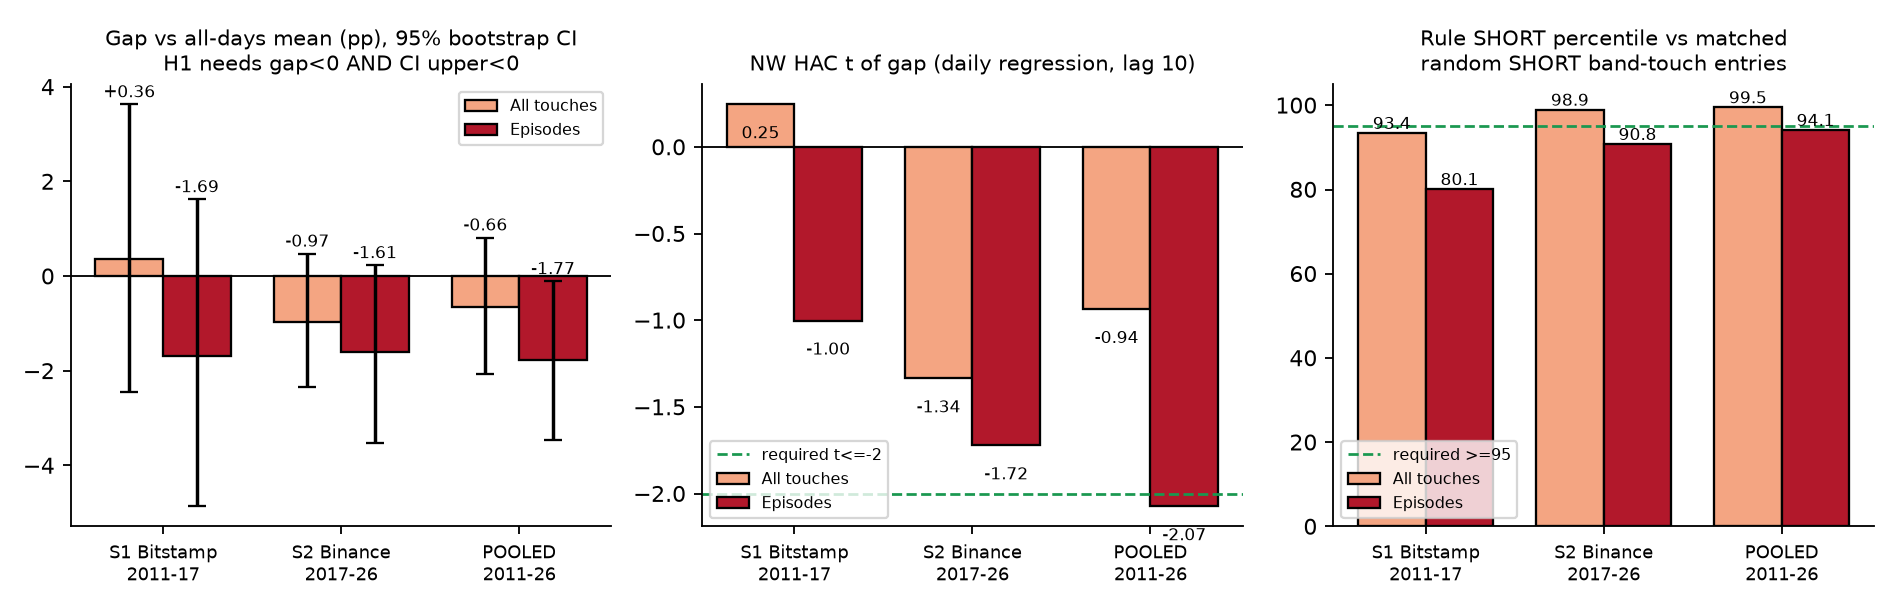 Gap vs all-days mean (pp), 95% bootstrap CI
H1 needs gap<0 AND CI upper<0
4
2
0
−2
−4
+0.36
-1.69
-0.97
-1.61
-0.66
-1.77
All touches
Episodes
S1 Bitstamp
2011-17
S2 Binance
2017-26
POOLED
2011-26
NW HAC t of gap (daily regression, lag 10)
0.0
−0.5
−1.0
−1.5
−2.0
0.25
-1.00
-1.34
-1.72
-0.94
-2.07
required t<=-2
All touches
Episodes
S1 Bitstamp
2011-17
S2 Binance
2017-26
POOLED
2011-26
Rule SHORT percentile vs matched
random SHORT band-touch entries
100
80
60
40
20
0
93.4
80.1
98.9
90.8
99.5
94.1
required >=95
All touches
Episodes
S1 Bitstamp
2011-17
S2 Binance
2017-26
POOLED
2011-26